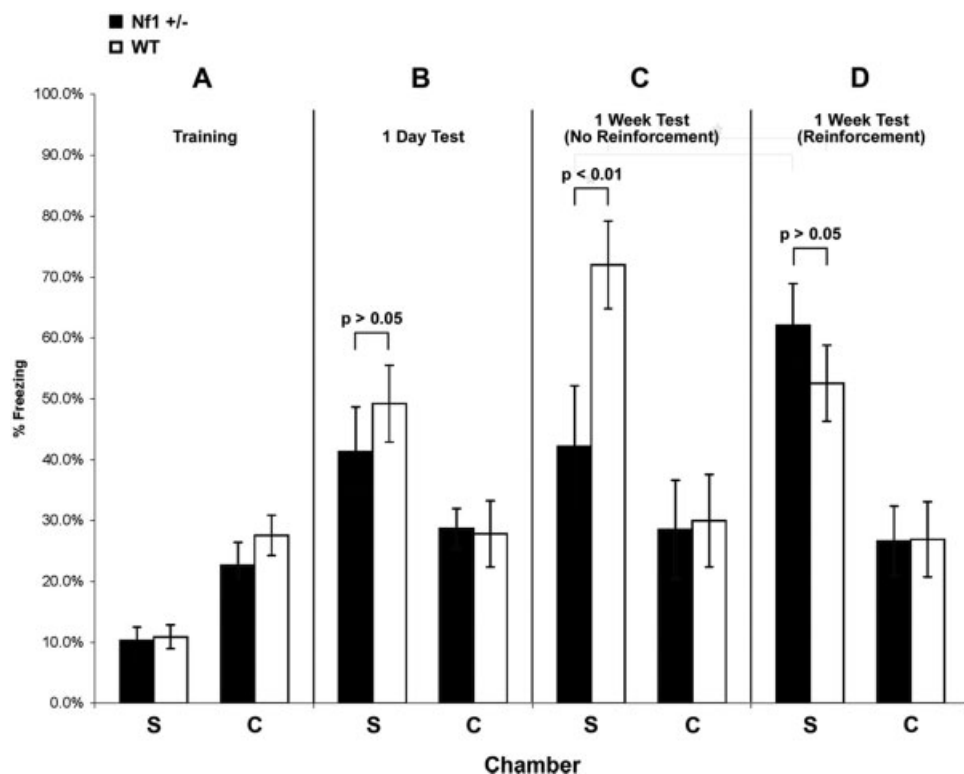 Nf1 +/-
WT
A B C D
Training
1 Day Test
1 Week Test
(No Reinforcement)
1 Week Test
(Reinforcement)
100.0%
90.0%
80.0%
70.0%
60.0%
50.0%
40.0%
30.0%
20.0%
10.0%
0.0%
% Freezing
p > 0.05
p < 0.01
p > 0.05
S C S C S C S C
Chamber